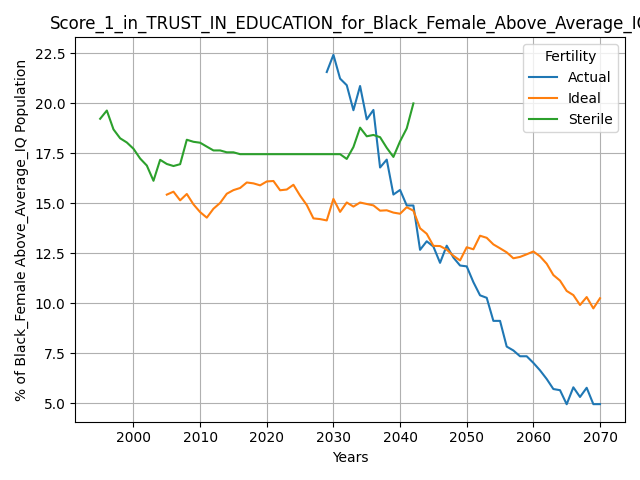 Score_1_in_TRUST_IN_EDUCATION_for_Black_Female_Above_Average_IQ
Fertility
Actual
Ideal
Sterile
% of Black_Female Above_Average_IQ Population
22.5
20.0
17.5
15.0
12.5
10.0
7.5
5.0
2000 2010 2020 2030 2040 2050 2060 2070
Years